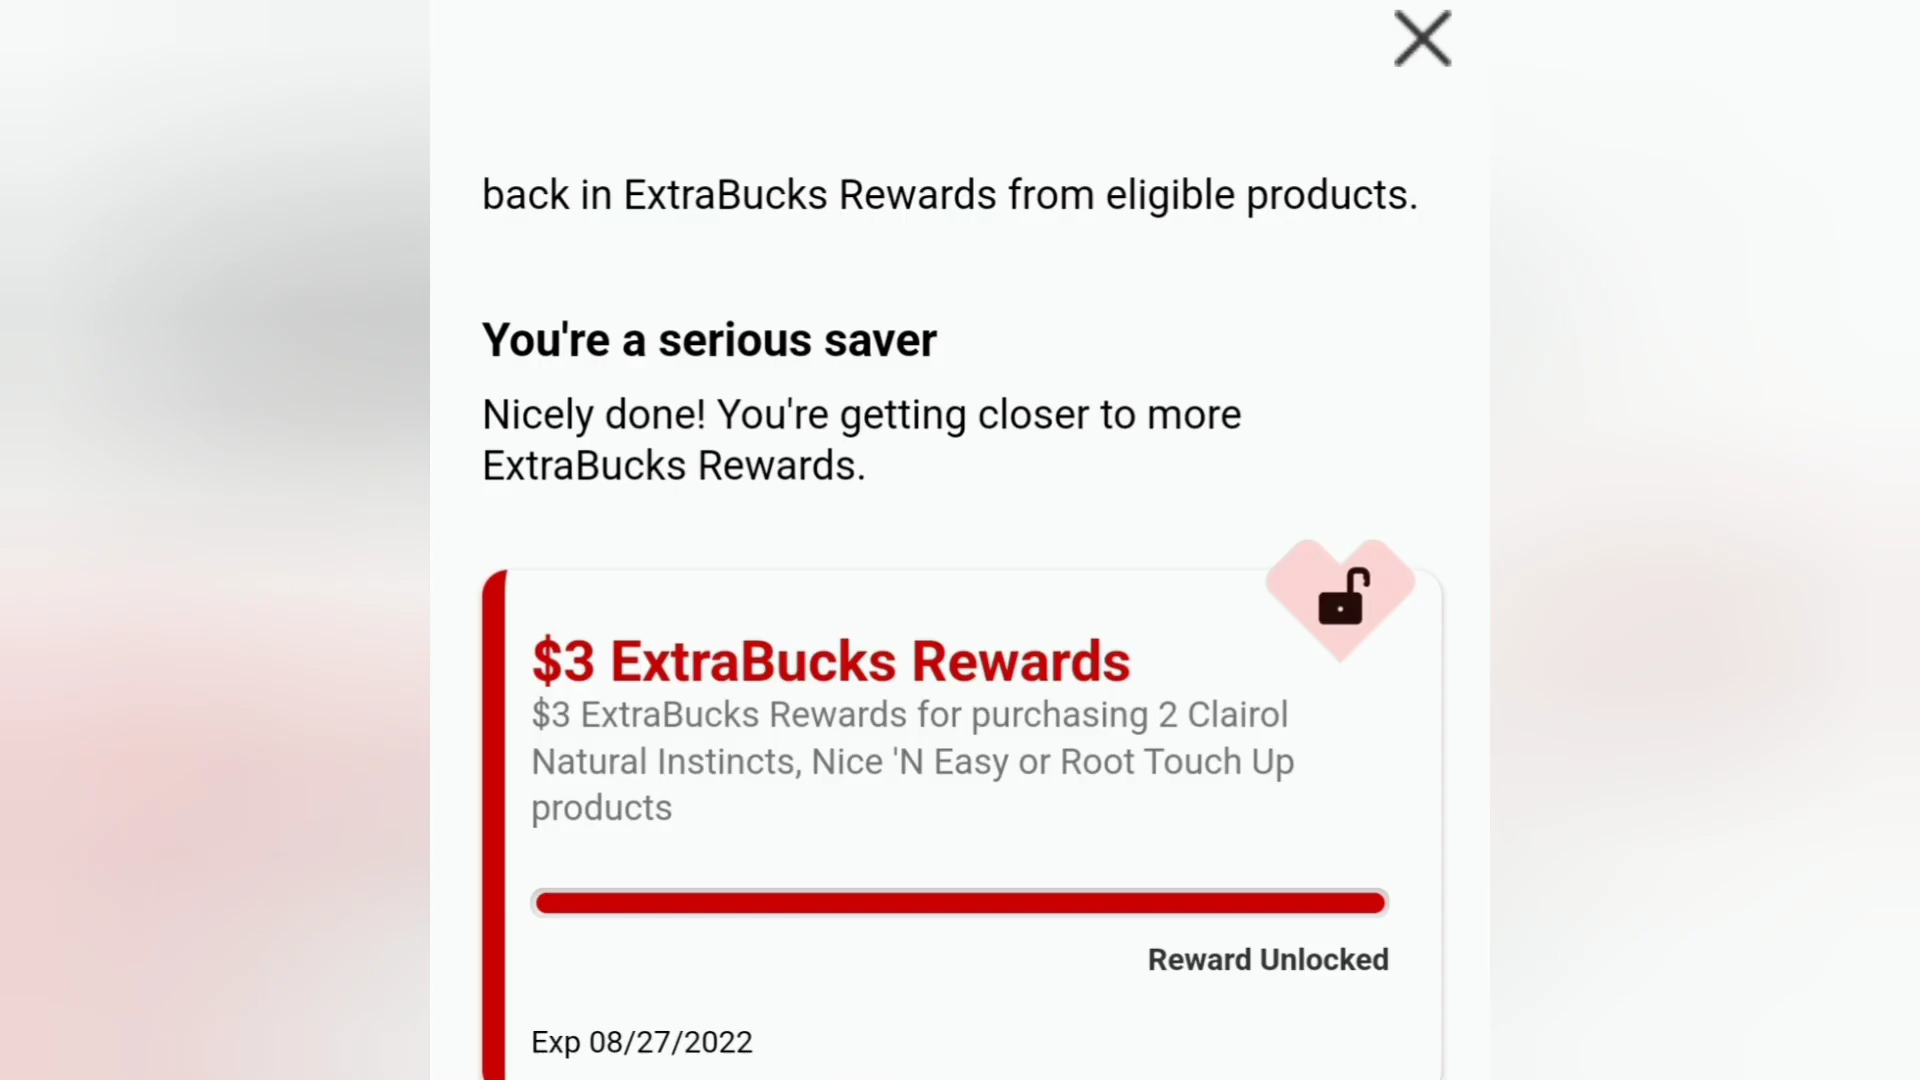 back in ExtraBucks Rewards from eligible products.
You're a serious saver
Nicely done! You're getting closer to more
ExtraBucks Rewards.
$3 ExtraBucks Rewards
$3 ExtraBucks Rewards for purchasing 2 Clairol
Natural Instincts, Nice 'N Easy or Root Touch Up
products
Reward Unlocked
Exp 08/27/2022